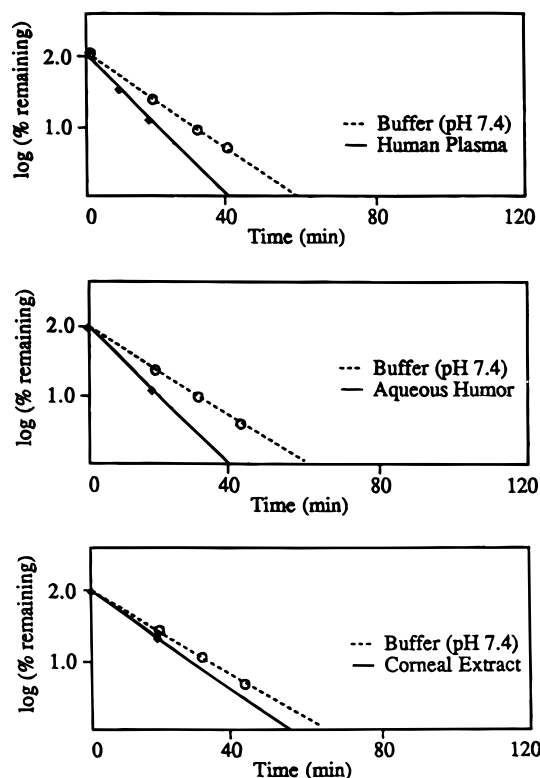 log (% remaining)
2.0
1.0
Buffer (pH 7.4)
Human Plasma
0 40 80 120
Time (min)
log (% remaining)
2.0
1.0
Buffer (pH 7.4)
Aqueous Humor
0 40 80 120
Time (min)
log (% remaining)
2.0
1.0
Buffer (pH 7.4)
Corneal Extract
0 40 80 120
Time (min)